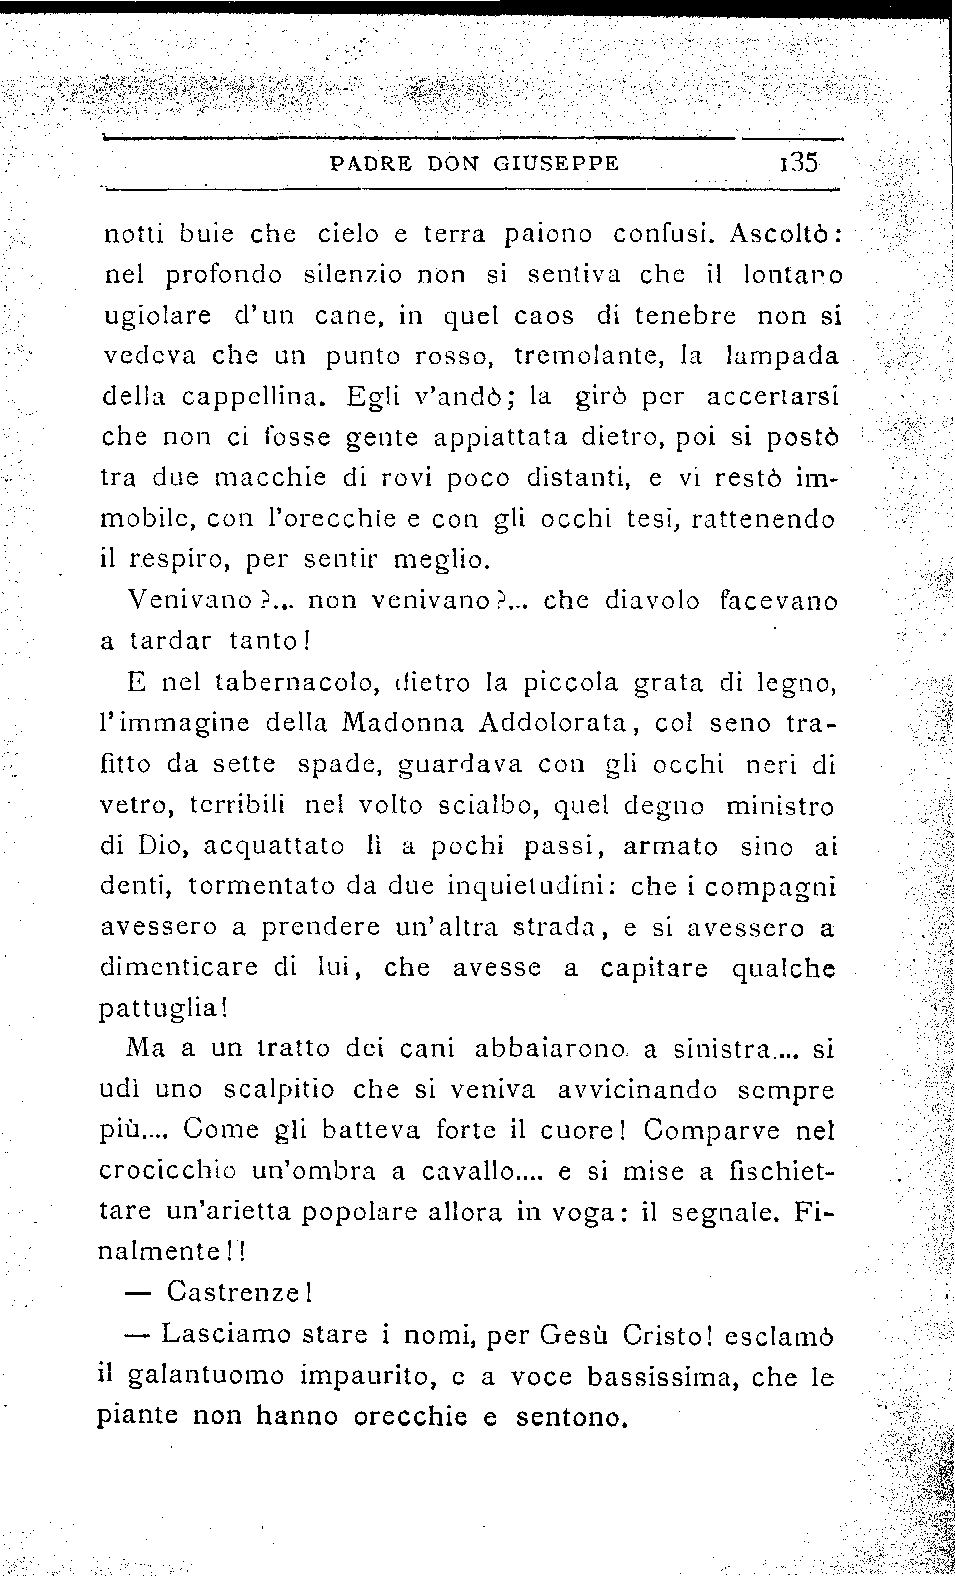 PADRE DON GIUSEPPE 135
notti buie che cielo e terra paiono confusi. Ascoltò:
nel profondo silenzio non si sentiva che il lontano
ugiolare d'un cane, in quel caos di tenebre non si
vedeva che un punto rosso, tremolante, la lampada
della cappellina. Egli v'andò; la girò per accertarsi
che non ci fosse gente appiattata dietro, poi si postò
tra due macchie di rovi poco distanti, e vi restò im-
mobile, con l'orecchie e con gli occhi tesi, rattenendo
il respiro, per sentir meglio.
Venivano?... non venivano?... che diavolo facevano
a tardar tanto!
E nel tabernacolo, dietro la piccola grata di legno,
l'immagine della Madonna Addolorata, col seno tra-
fitto da sette spade, guardava con gli occhi neri di
vetro, terribili nel volto scialbo, quel degno ministro
di Dio, acquattato lì a pochi passi, armato sino ai
denti, tormentato da due inquietudini: che i compagni
avessero a prendere un'altra strada, e si avessero a
dimenticare di lui, che avesse a capitare qualche
pattuglia!
Ma a un tratto dei cani abbaiarono a sinistra.... si
udì uno scalpitio che si veniva avvicinando sempre
più.... Come gli batteva forte il cuore! Comparve nel
crocicchio un'ombra a cavallo.... e si mise a fischiet-
tare un'arietta popolare allora in voga: il segnale. Fi-
nalmente!!
— Castrenze!
— Lasciamo stare i nomi, per Gesù Cristo! esclamò
il galantuomo impaurito, e a voce bassissima, che le
piante non hanno orecchie e sentono.